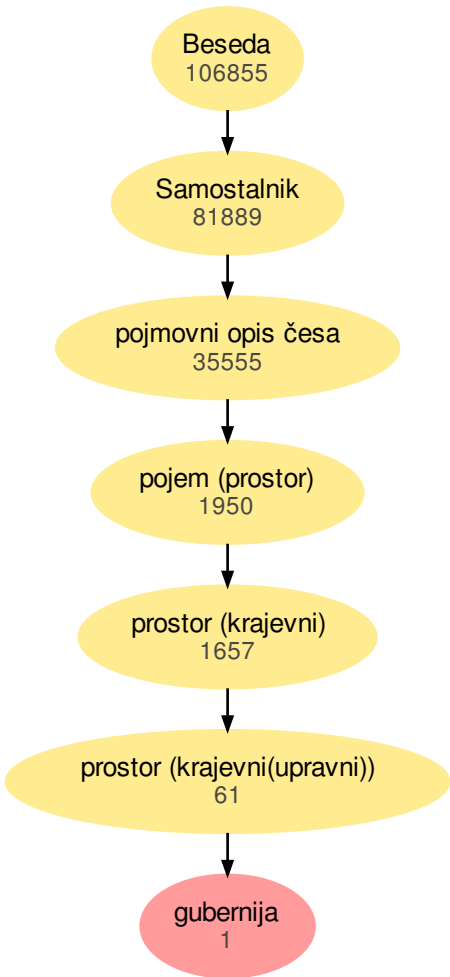 Beseda
106855
Samostalnik
81889
pojmovni opis česa
35555
pojem (prostor)
1950
prostor (krajevni)
1657
prostor (krajevni(upravni))
61
gubernija
1